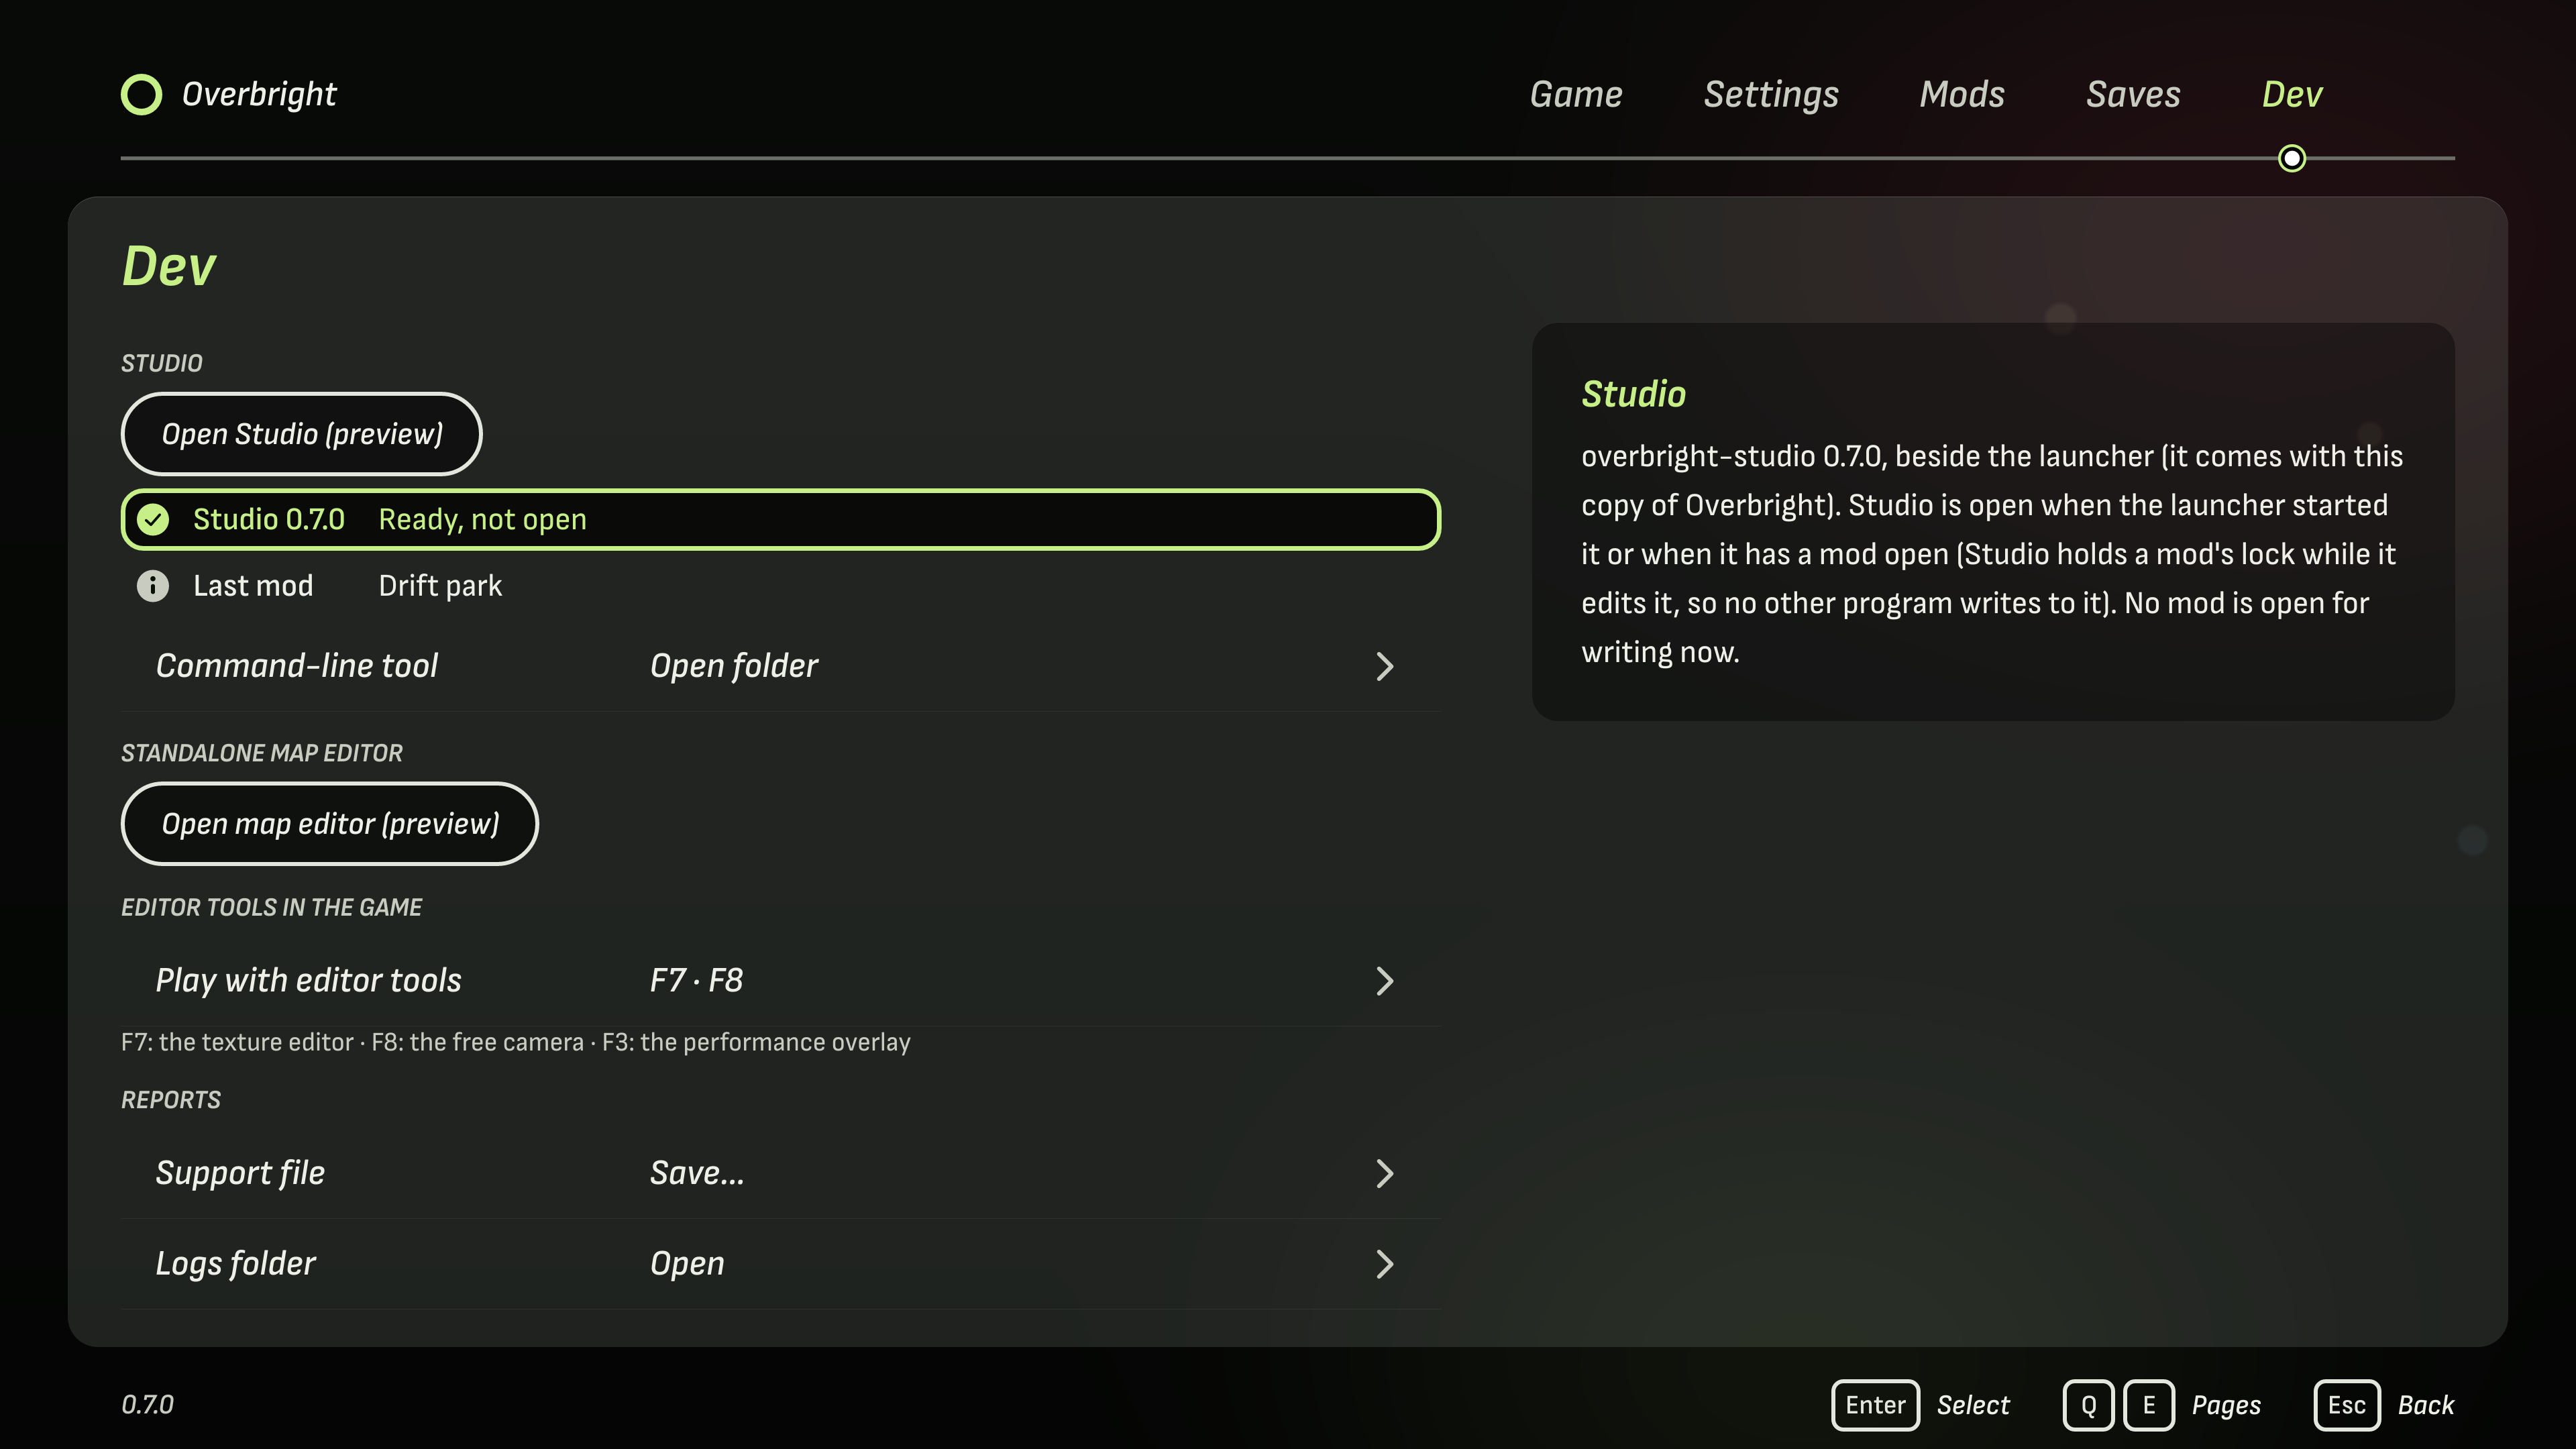 Overbright
Game Settings Mods Saves Dev
Dev
STUDIO
Open Studio (preview)
Studio 0.7.0 Ready, not open
Last mod Drift park
Command-line tool Open folder
STANDALONE MAP EDITOR
Open map editor (preview)
EDITOR TOOLS IN THE GAME
Play with editor tools F7 · F8
F7: the texture editor · F8: the free camera · F3: the performance overlay
REPORTS
Support file Save...
Logs folder Open
Studio
overbright-studio 0.7.0, beside the launcher (it comes with this
copy of Overbright). Studio is open when the launcher started
it or when it has a mod open (Studio holds a mod's lock while it
edits it, so no other program writes to it). No mod is open for
writing now.
0.7.0
Enter Select Q E Pages Esc Back